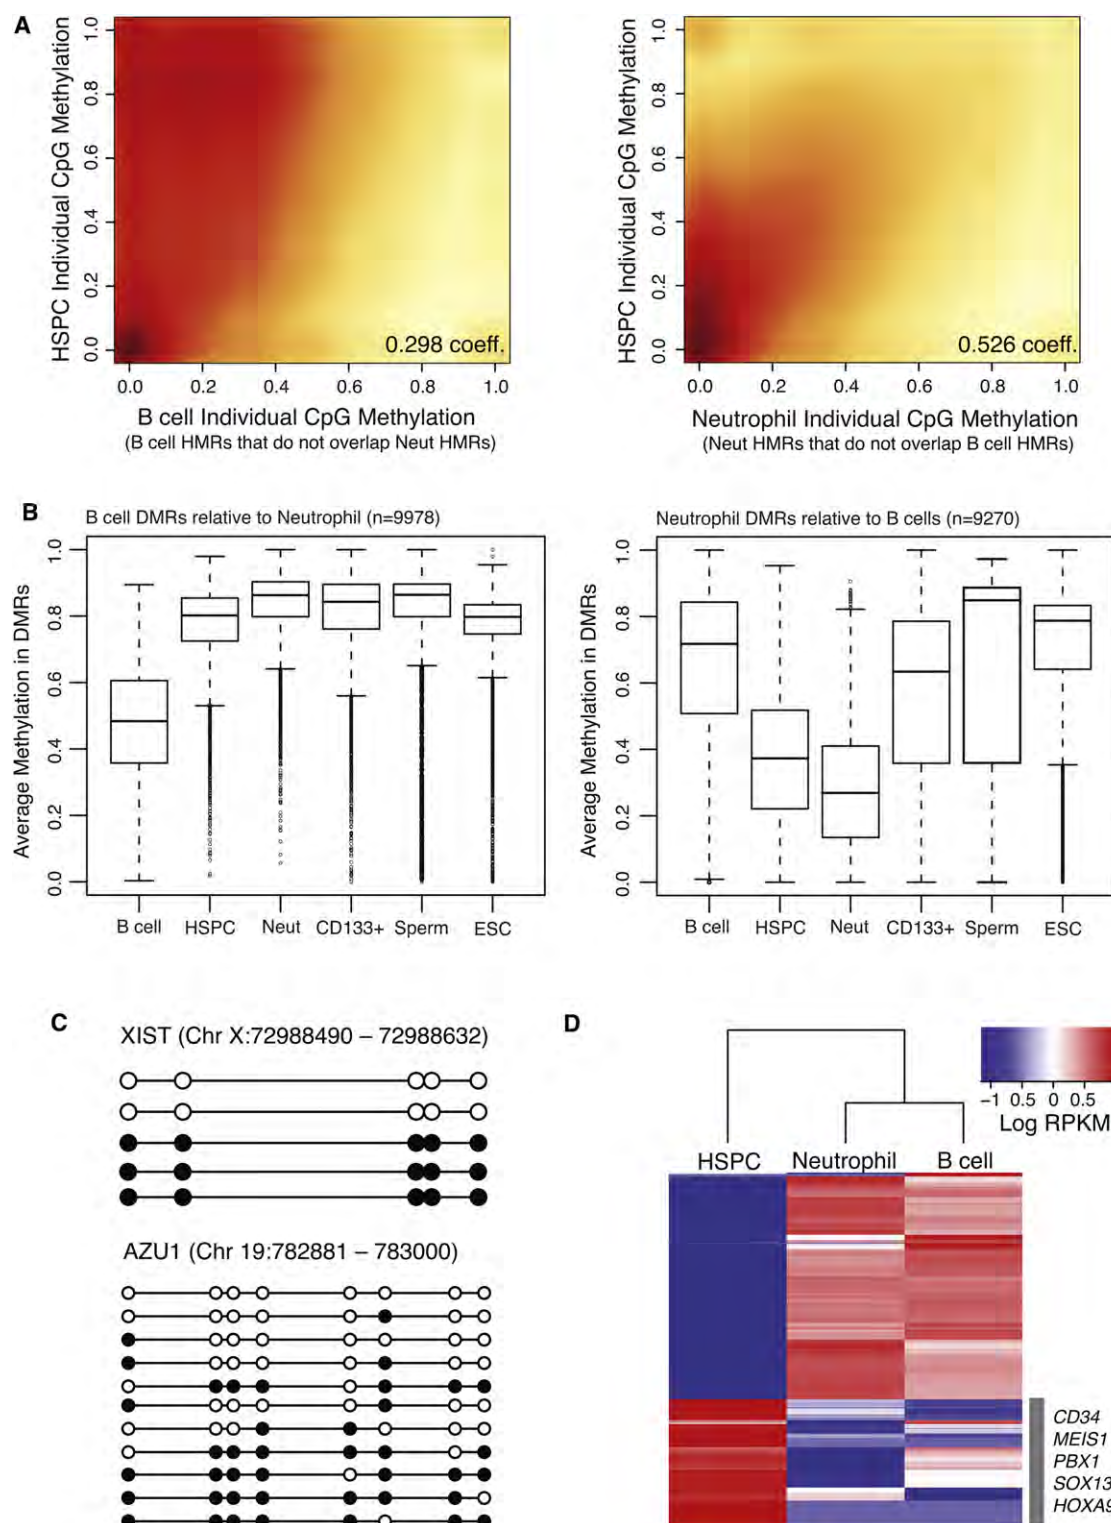 A
HSPC Individual CpG Methylation
0.0 0.2 0.4 0.6 0.8 1.0
0.298 coeff.
0.0 0.2 0.4 0.6 0.8 1.0
B cell Individual CpG Methylation
(B cell HMRs that do not overlap Neut HMRs)
HSPC Individual CpG Methylation
0.0 0.2 0.4 0.6 0.8 1.0
0.526 coeff.
0.0 0.2 0.4 0.6 0.8 1.0
Neutrophil Individual CpG Methylation
(Neut HMRs that do not overlap B cell HMRs)
B
B cell DMRs relative to Neutrophil (n=9978)
Average Methylation in DMRs
0.0 0.2 0.4 0.6 0.8 1.0
B cell HSPC Neut CD133+ Sperm ESC
Neutrophil DMRs relative to B cells (n=9270)
Average Methylation in DMRs
0.0 0.2 0.4 0.6 0.8 1.0
B cell HSPC Neut CD133+ Sperm ESC
C
XIST (Chr X:72988490 – 72988632)
AZU1 (Chr 19:782881 – 783000)
D
−1 0.5 0 0.5
Log RPKM
HSPC Neutrophil B cell
CD34
MEIS1
PBX1
SOX13
HOXA9